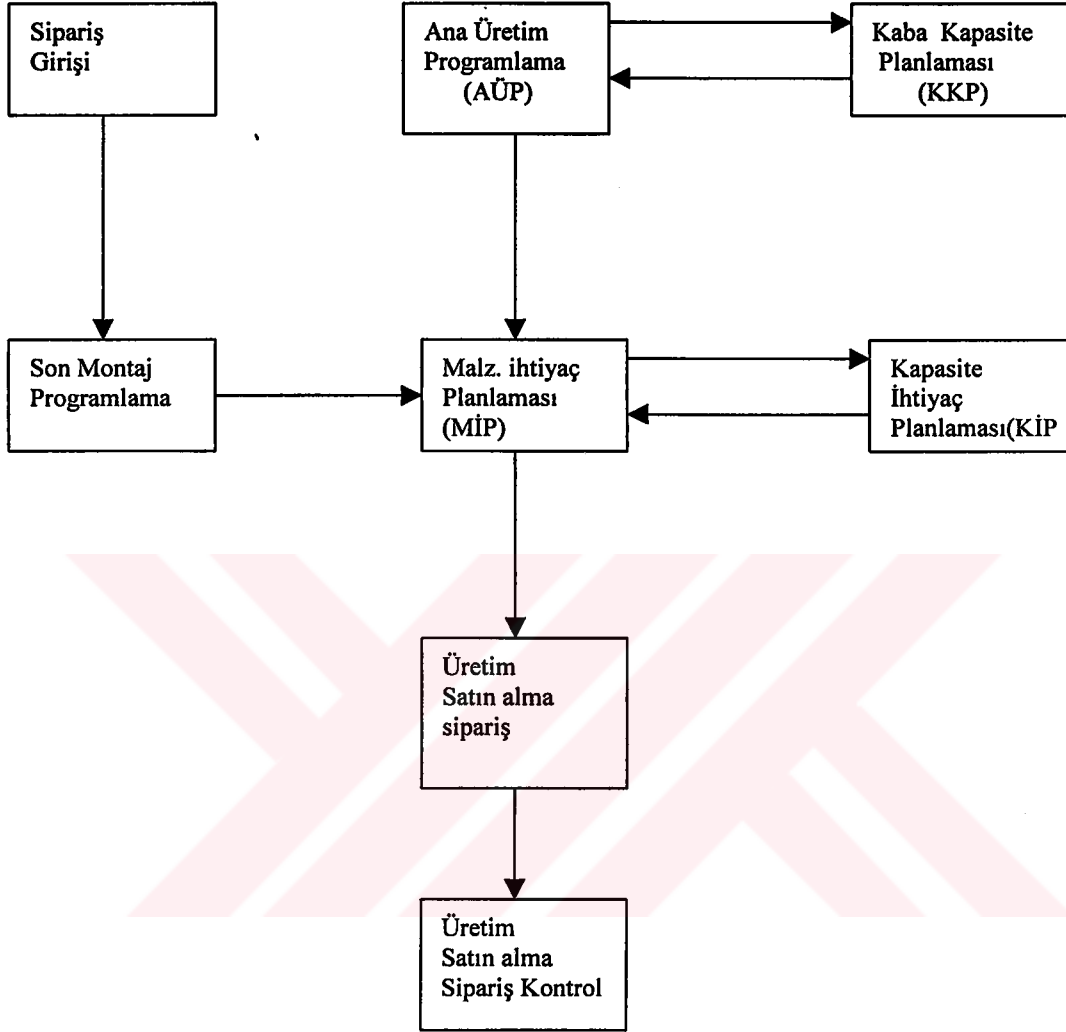 Sipariş
Girişi
Ana Üretim
Programlama
(AÜP)
Kaba Kapasite
Planlaması
(KKP)
Son Montaj
Programlama
Malz. ihtiyaç
Planlaması
(MİP)
Kapasite
İhtiyaç
Planlaması(KİP
Üretim
Satın alma
sipariş
Üretim
Satın alma
Sipariş Kontrol